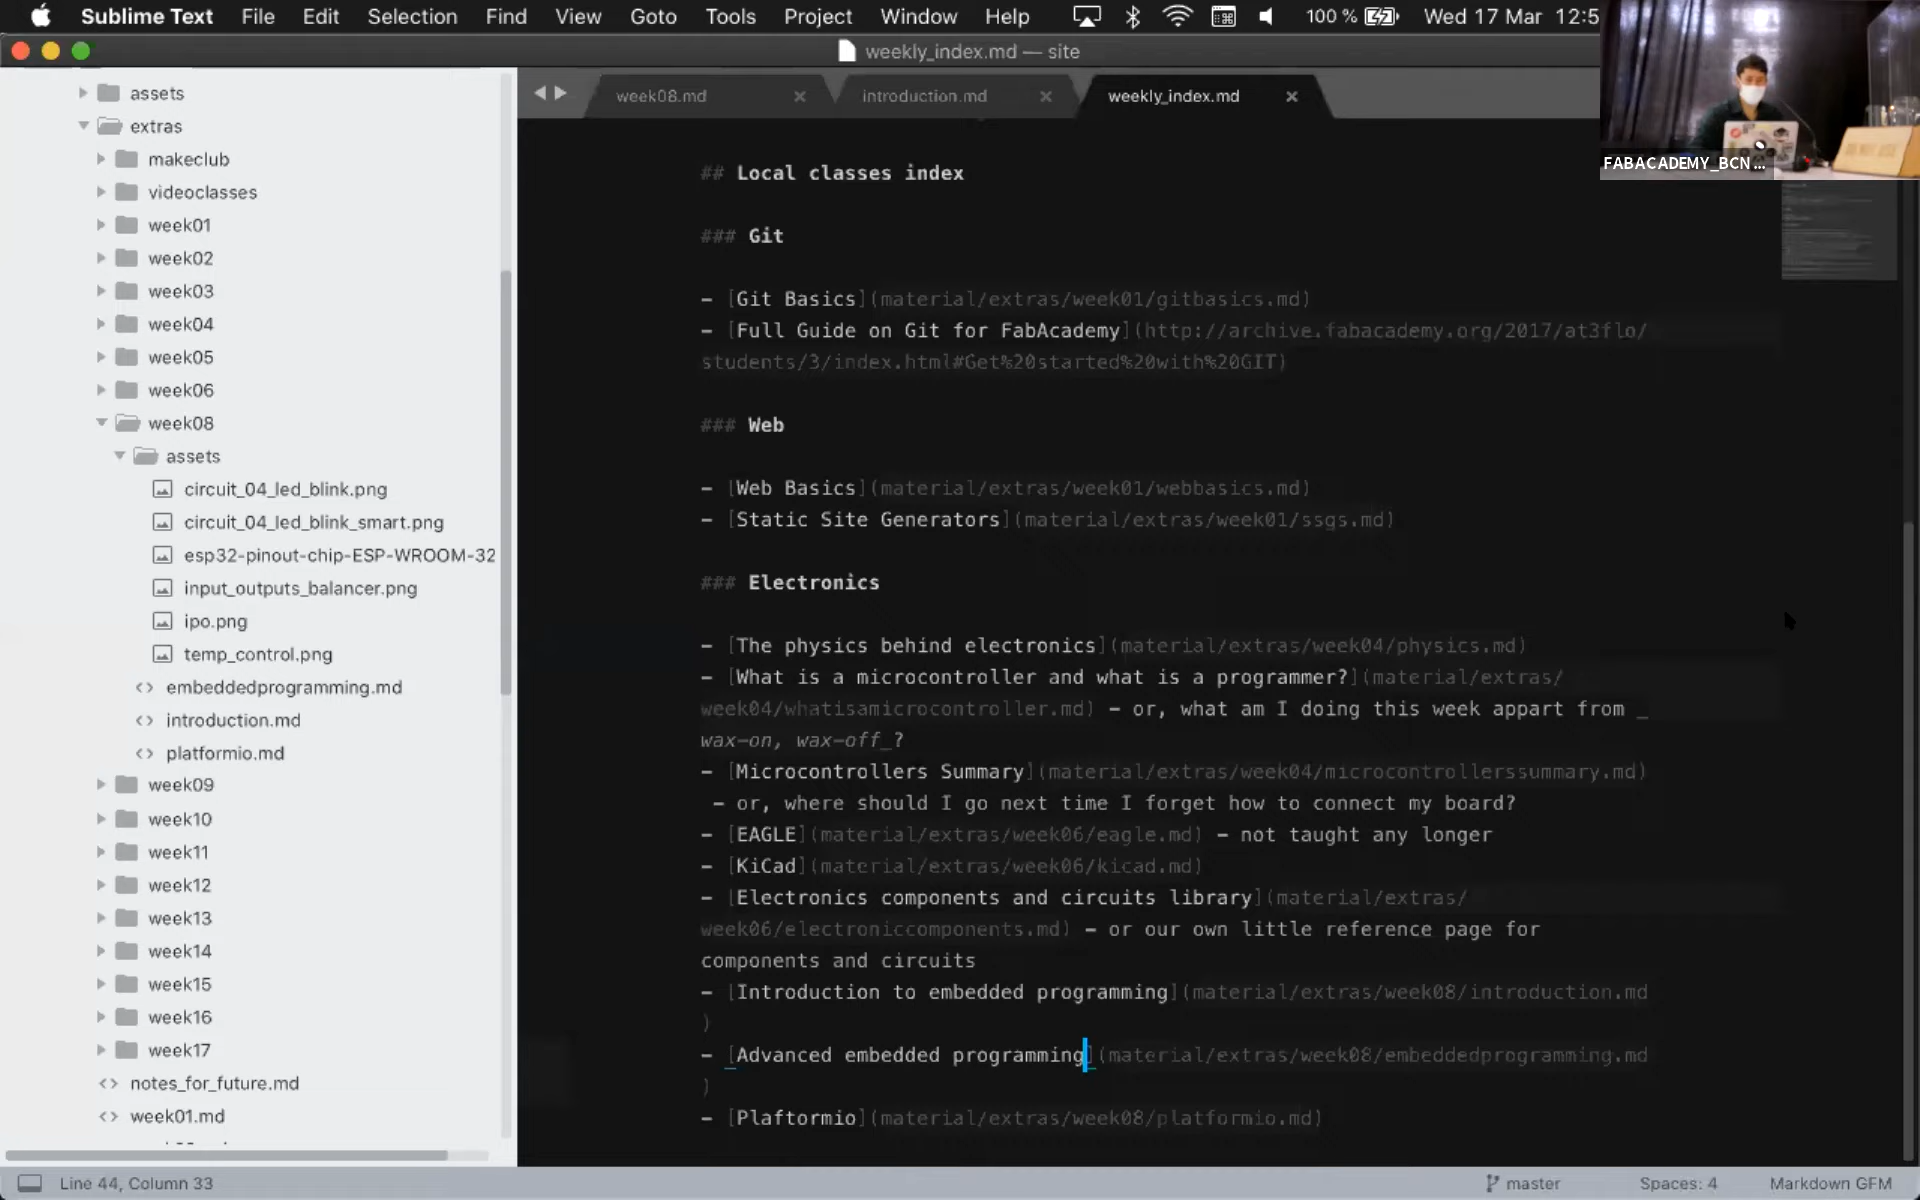 Sublime Text File Edit Selection Find View Goto Tools Project Window Help 100 % Wed 17 Mar 12:5
weekly_index.md — site
FABACADEMY_BCN ...
assets
extras
makeclub
videoclasses
week01
week02
week03
week04
week05
week06
week08
assets
circuit_04_led_blink.png
circuit_04_led_blink_smart.png
esp32-pinout-chip-ESP-WROOM-32
input_outputs_balancer.png
ipo.png
temp_control.png
embeddedprogramming.md
introduction.md
platformio.md
week09
week10
week11
week12
week13
week14
week15
week16
week17
notes_for_future.md
week01.md
week08.md introduction.md weekly_index.md
## Local classes index
### Git
- [Git Basics](material/extras/week01/gitbasics.md)
- [Full Guide on Git for FabAcademy](http://archive.fabacademy.org/2017/at3flo/
students/3/index.html#Get%20started%20with%20GIT)
### Web
- [Web Basics](material/extras/week01/webbasics.md)
- [Static Site Generators](material/extras/week01/ssgs.md)
### Electronics
- [The physics behind electronics](material/extras/week04/physics.md)
- [What is a microcontroller and what is a programmer?](material/extras/
week04/whatisamicrocontroller.md) - or, what am I doing this week appart from _
wax-on, wax-off_?
- [Microcontrollers Summary](material/extras/week04/microcontrollerssummary.md)
- or, where should I go next time I forget how to connect my board?
- [EAGLE](material/extras/week06/eagle.md) - not taught any longer
- [KiCad](material/extras/week06/kicad.md)
- [Electronics components and circuits library](material/extras/
week06/electroniccomponents.md) - or our own little reference page for
components and circuits
- [Introduction to embedded programming](material/extras/week08/introduction.md
)
- [Advanced embedded programming](material/extras/week08/embeddedprogramming.md
)
- [Plaftormio](material/extras/week08/platformio.md)
Line 44, Column 33 master Spaces: 4 Markdown GFM